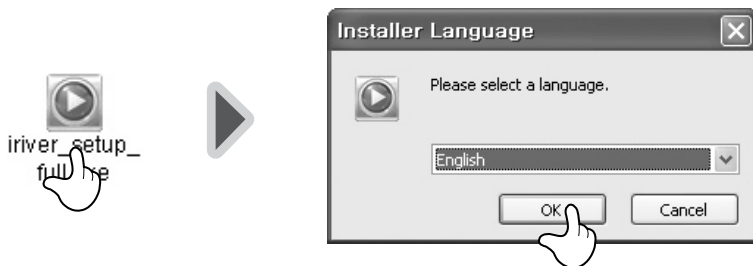 Installer Language
Please select a language.
iriver_setup_
English
OK
Cancel